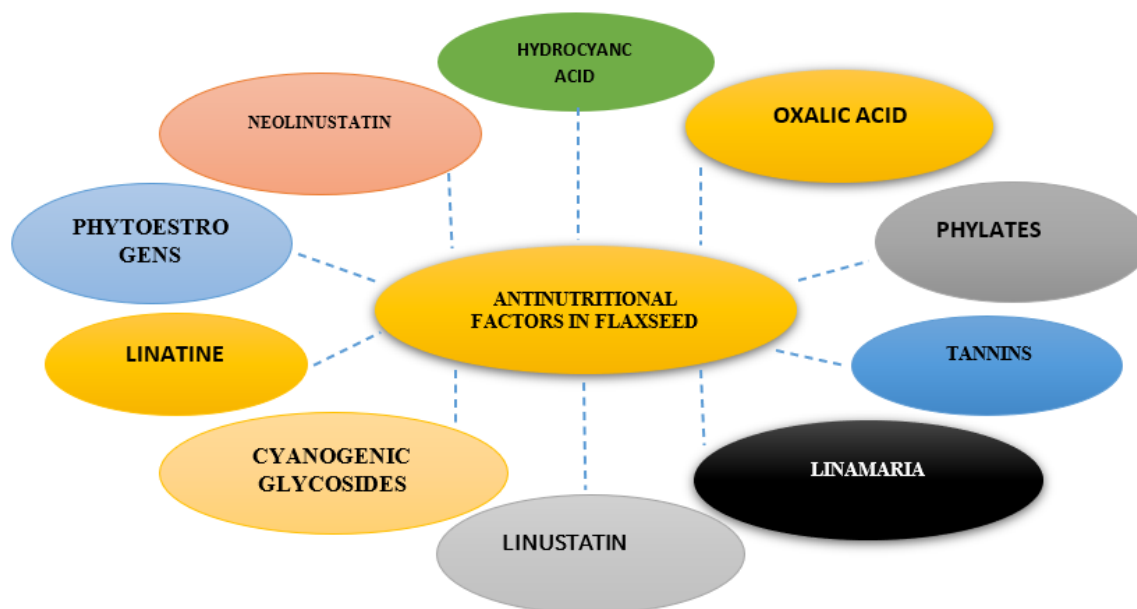 HYDROCYANC
ACID
NEOLINUSTATIN
OXALIC ACID
PHYTOESTRO
GENS
PHYLATES
ANTINUTRITIONAL
FACTORS IN FLAXSEED
LINATINE
TANNINS
CYANOGENIC
GLYCOSIDES
LINAMARIA
LINUSTATIN